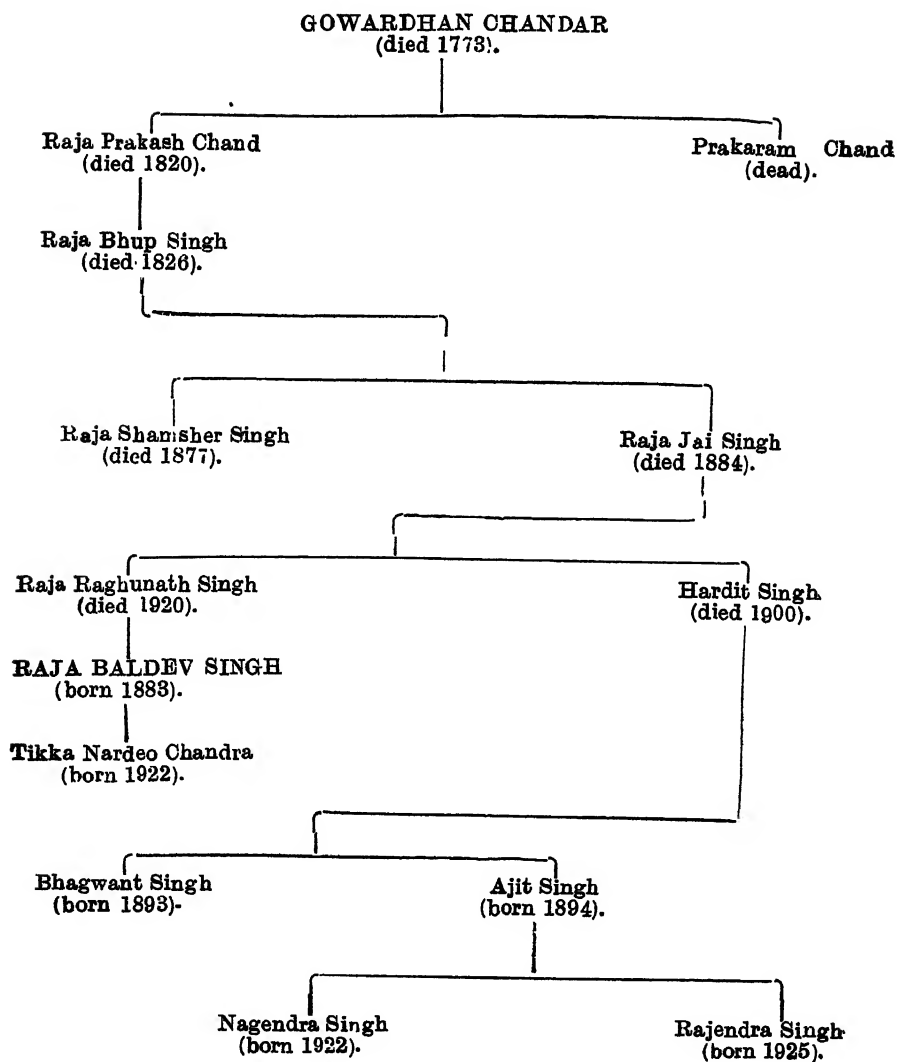 GOWARDHAN CHANDAR
(died 1773).
Raja Prakash Chand
(died 1820).
Prakaram Chand
(dead).
Raja Bhup Singh
(died 1826).
Raja Shamsher Singh
(died 1877).
Raja Jai Singh
(died 1884).
Raja Raghunath Singh
(died 1920).
Hardit Singh
(died 1900).
RAJA BALDEV SINGH
(born 1883).
Tikka Nardeo Chandra
(born 1922).
Bhagwant Singh
(born 1893)-
Ajit Singh
(born 1894).
Nagendra Singh
(born 1922).
Rajendra Singh
(born 1925).